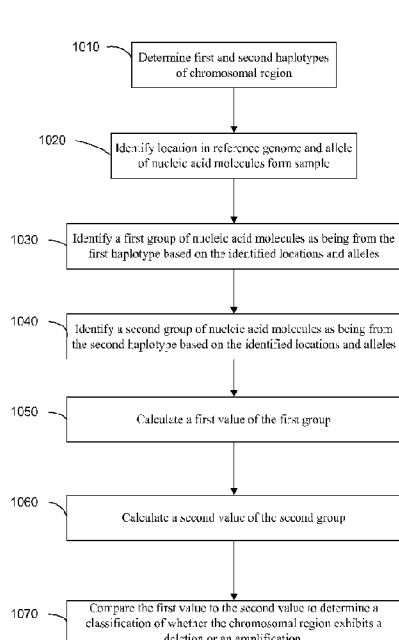 1010
Determine first and second haplotypes
of chromosomal region
1020
Identify location in reference genome and allele
of nucleic acid molecules form sample
1030
Identify a first group of nucleic acid molecules as being from the
first haplotype based on the identified locations and alleles
1040
Identify a second group of nucleic acid molecules as being from
the second haplotype based on the identified locations and alleles
1050
Calculate a first value of the first group
1060
Calculate a second value of the second group
1070
Compare the first value to the second value to determine a
classification of whether the chromosomal region exhibits a
deletion or an amplification